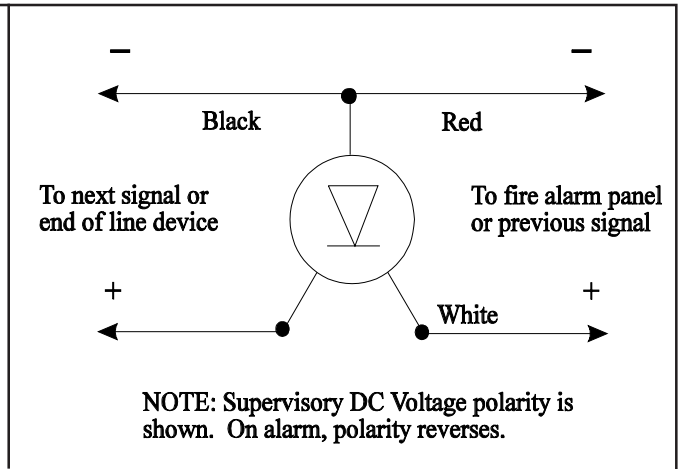 − −
Black Red
To next signal or
end of line device
To fire alarm panel
or previous signal
+ +
White
NOTE: Supervisory DC Voltage polarity is
shown. On alarm, polarity reverses.